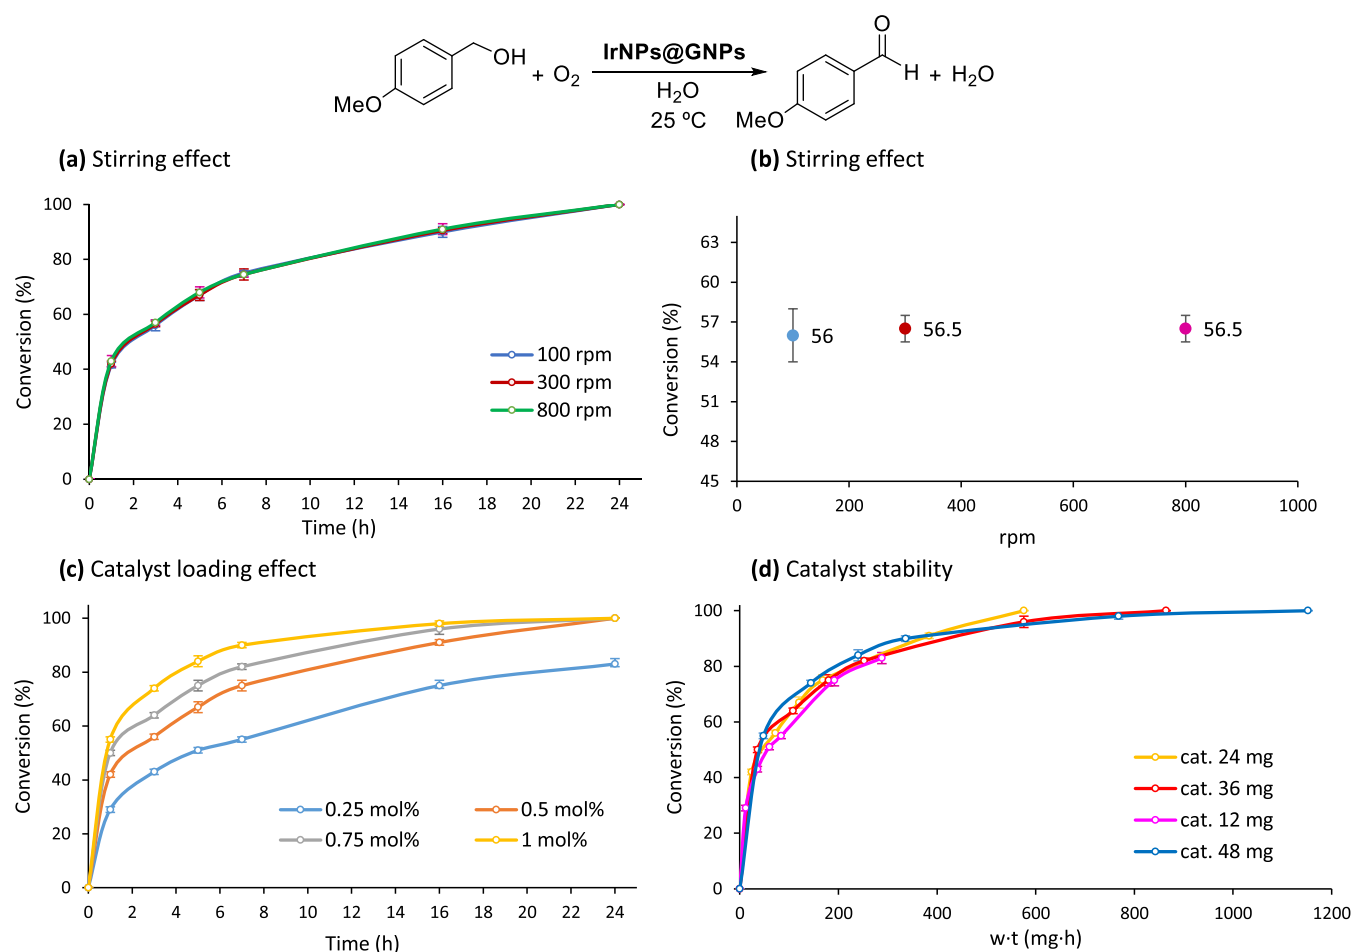 OH
+ O2
IrNPs@GNPs
H2O
25 ºC
MeO
O
H
+ H2O
MeO
(a) Stirring effect
Conversion (%)
100
80
60
40
20
0
100 rpm
300 rpm
800 rpm
0 2 4 6 8 10 12 14 16 18 20 22 24
Time (h)
(b) Stirring effect
Conversion (%)
63
60
57
54
51
48
45
56
56.5
56.5
0 200 400 600 800 1000
rpm
(c) Catalyst loading effect
Conversion (%)
100
80
60
40
20
0
0.25 mol% 0.5 mol%
0.75 mol% 1 mol%
0 2 4 6 8 10 12 14 16 18 20 22 24
Time (h)
(d) Catalyst stability
Conversion (%)
100
80
60
40
20
0
cat. 24 mg
cat. 36 mg
cat. 12 mg
cat. 48 mg
0 200 400 600 800 1000 1200
w·t (mg·h)